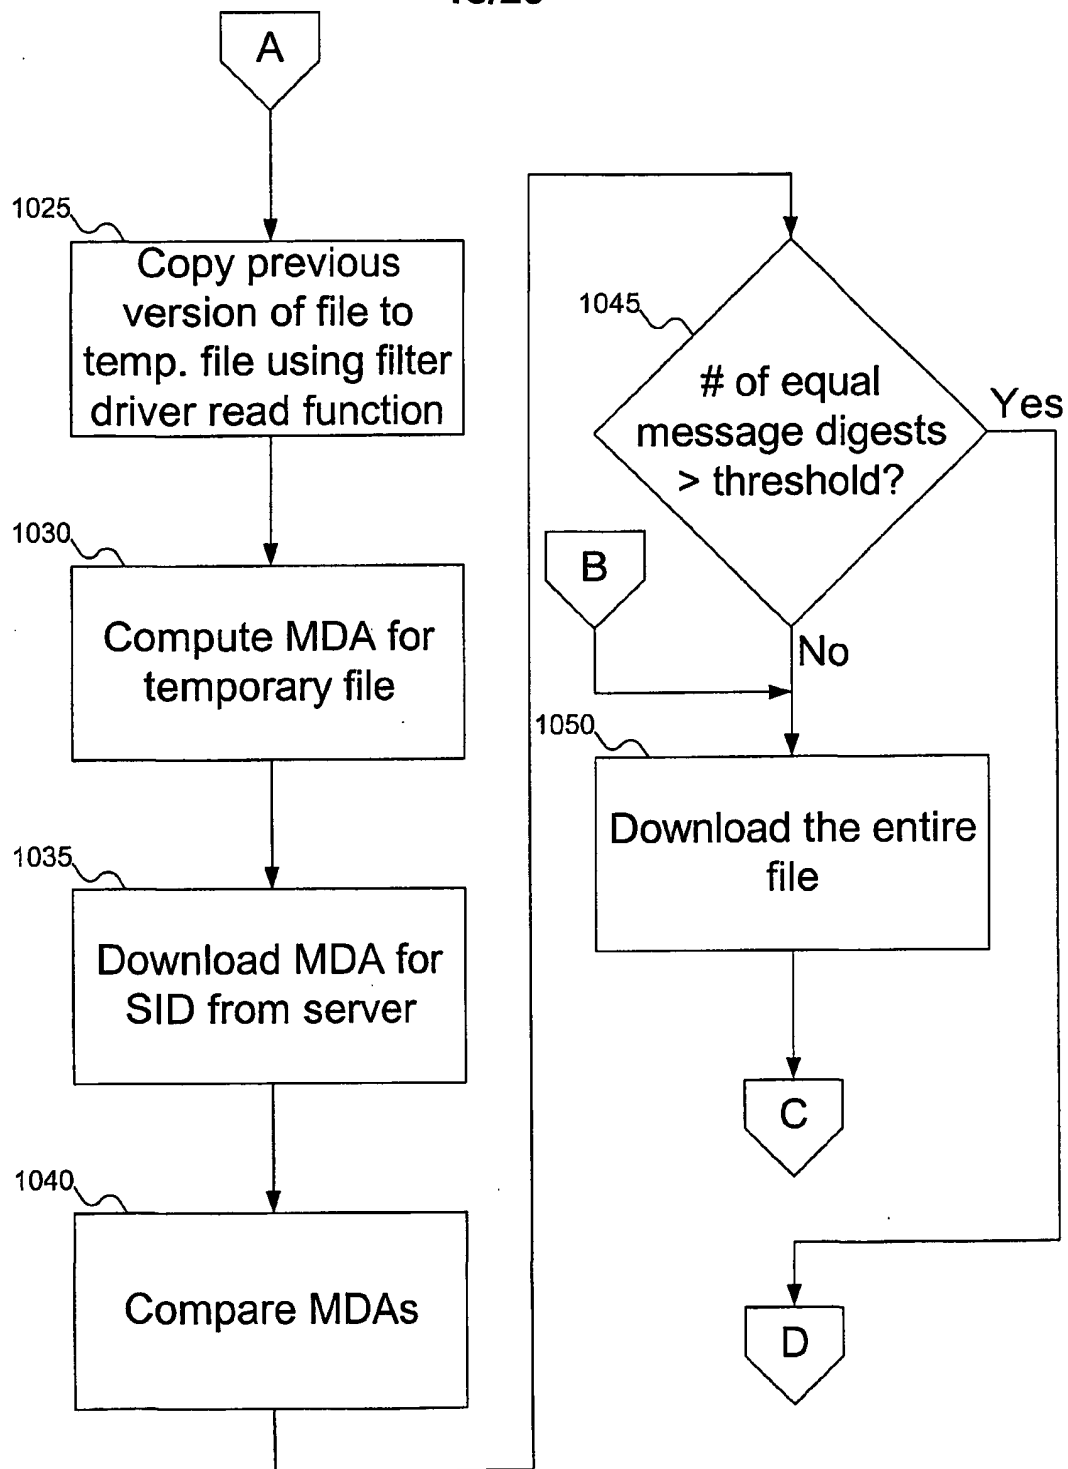 A
1025
Copy previous
version of file to
temp. file using filter
driver read function
1030
Compute MDA for
temporary file
1035
Download MDA for
SID from server
1040
Compare MDAs
1045
# of equal
message digests
> threshold?
Yes
B
No
1050
Download the entire
file
C
D